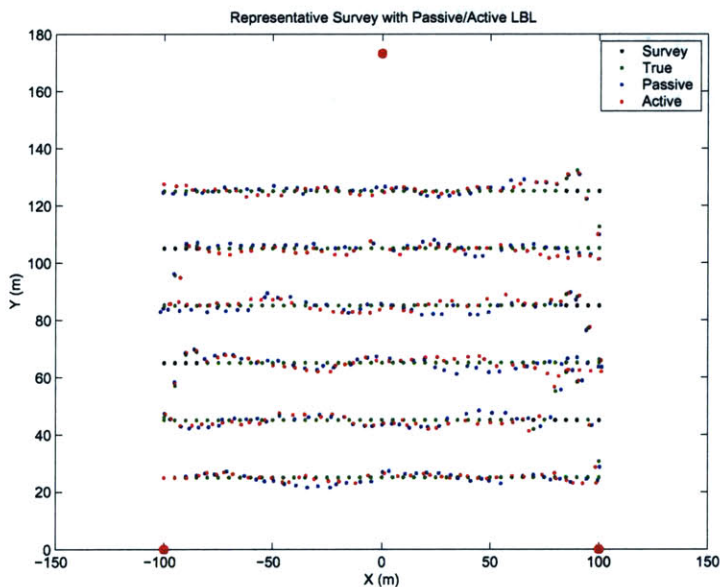 Representative Survey with Passive/Active LBL
180
160
140
120
100
80
60
40
20
0
Y (m)
Survey
True
Passive
Active
−150
−100
−50
0
50
100
150
X (m)